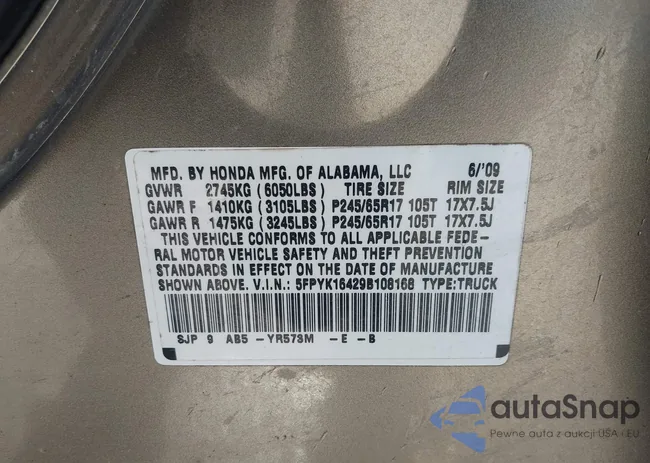 MFD. BY HONDA MFG. OF ALABAMA, LLC 6/'09
GVWR 2745KG (6050LBS) TIRE SIZE RIM SIZE
GAWR F 1410KG (3105LBS) P245/65R17 105T 17X7.5J
GAWR R 1475KG (3245LBS) P245/65R17 105T 17X7.5J
THIS VEHICLE CONFORMS TO ALL APPLICABLE FEDE-
RAL MOTOR VEHICLE SAFETY AND THEFT PREVENTION
STANDARDS IN EFFECT ON THE DATE OF MANUFACTURE
SHOWN ABOVE. V.I.N.: 5FPYK16429B108168 TYPE:TRUCK
SJP 9 AB5 -YR573M -E -B
autoSnap
Pewne auta z aukcji USA i EU